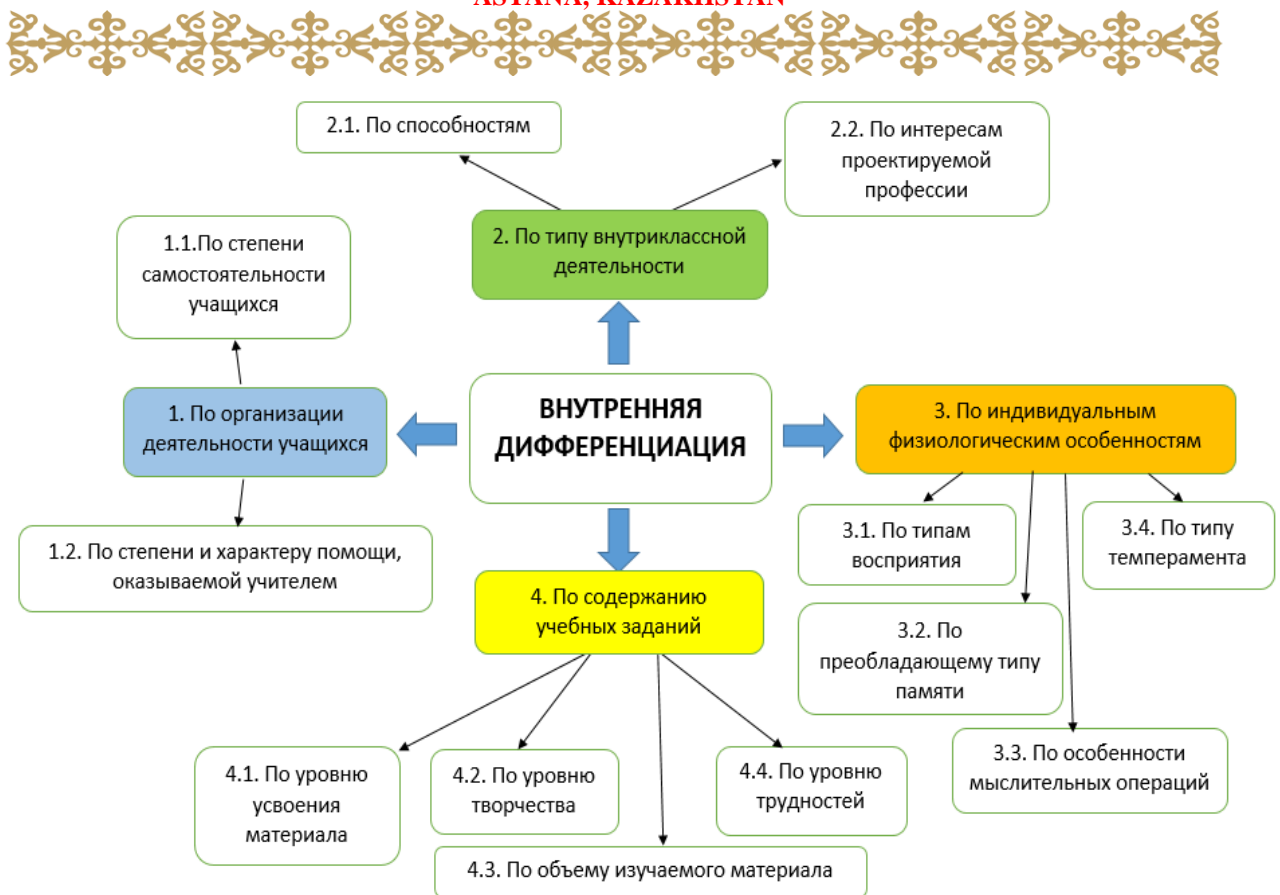 ASTANA, KAZAKHSTAN
2.1. По способностям
2.2. По интересам
проектируемой
профессии
1.1.По степени
самостоятельности
учащихся
2. По типу внутриклассной
деятельности
1. По организации
деятельности учащихся
ВНУТРЕННЯЯ
ДИФФЕРЕНЦИАЦИЯ
3. По индивидуальным
физиологическим особенностям
1.2. По степени и характеру помощи,
оказываемой учителем
3.1. По типам
восприятия
3.4. По типу
темперамента
4. По содержанию
учебных заданий
3.2. По
преобладающему типу
памяти
3.3. По особенности
мыслительных операций
4.1. По уровню
усвоения
материала
4.2. По уровню
творчества
4.4. По уровню
трудностей
4.3. По объему изучаемого материала